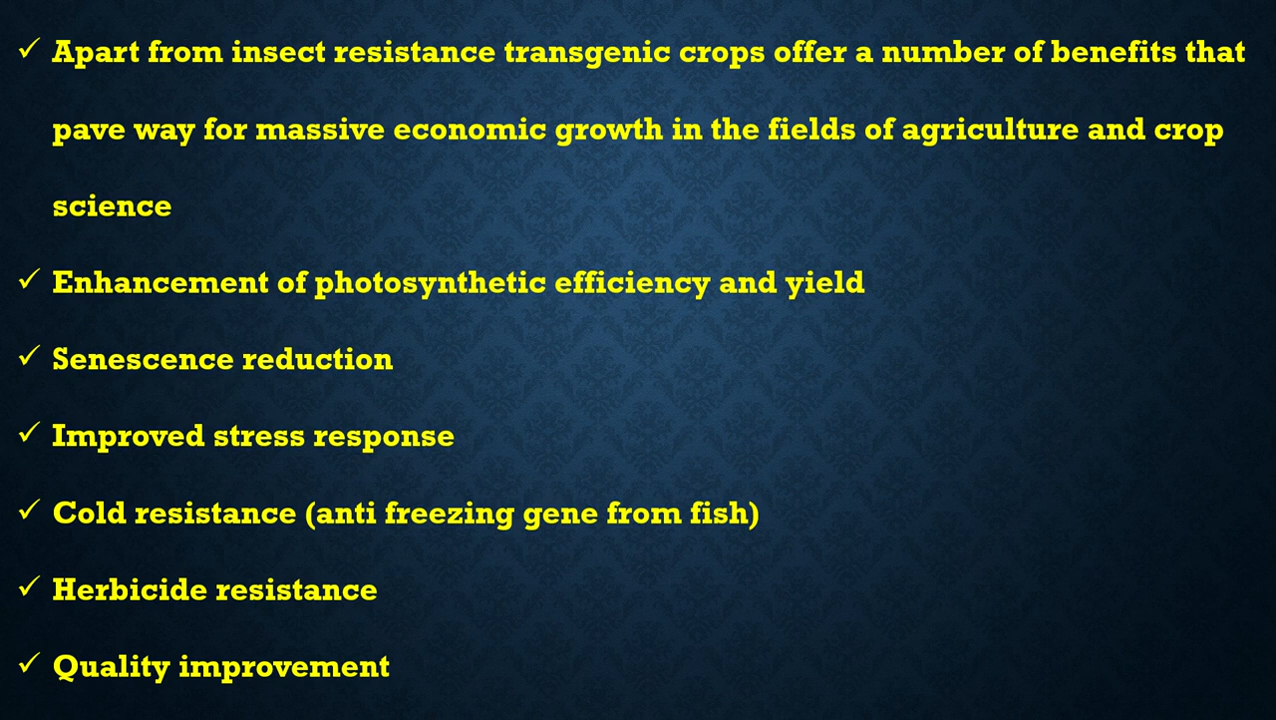 ✓ Apart from insect resistance transgenic crops offer a number of benefits that
pave way for massive economic growth in the fields of agriculture and crop
science
✓ Enhancement of photosynthetic efficiency and yield
✓ Senescence reduction
✓ Improved stress response
✓ Cold resistance (anti freezing gene from fish)
✓ Herbicide resistance
✓ Quality improvement